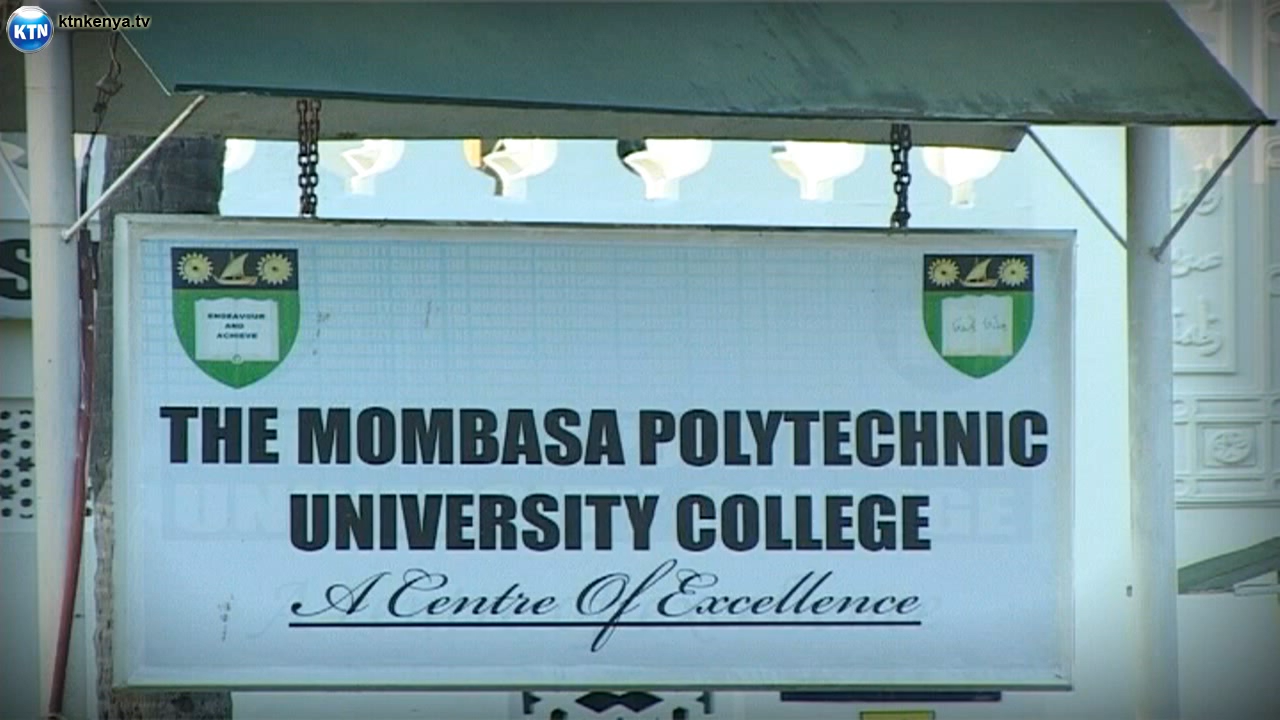 KTN ktnkenya.tv
ENDEAVOUR
AND
ACHIEVE
THE MOMBASA POLYTECHNIC
UNIVERSITY COLLEGE
A Centre Of Excellence